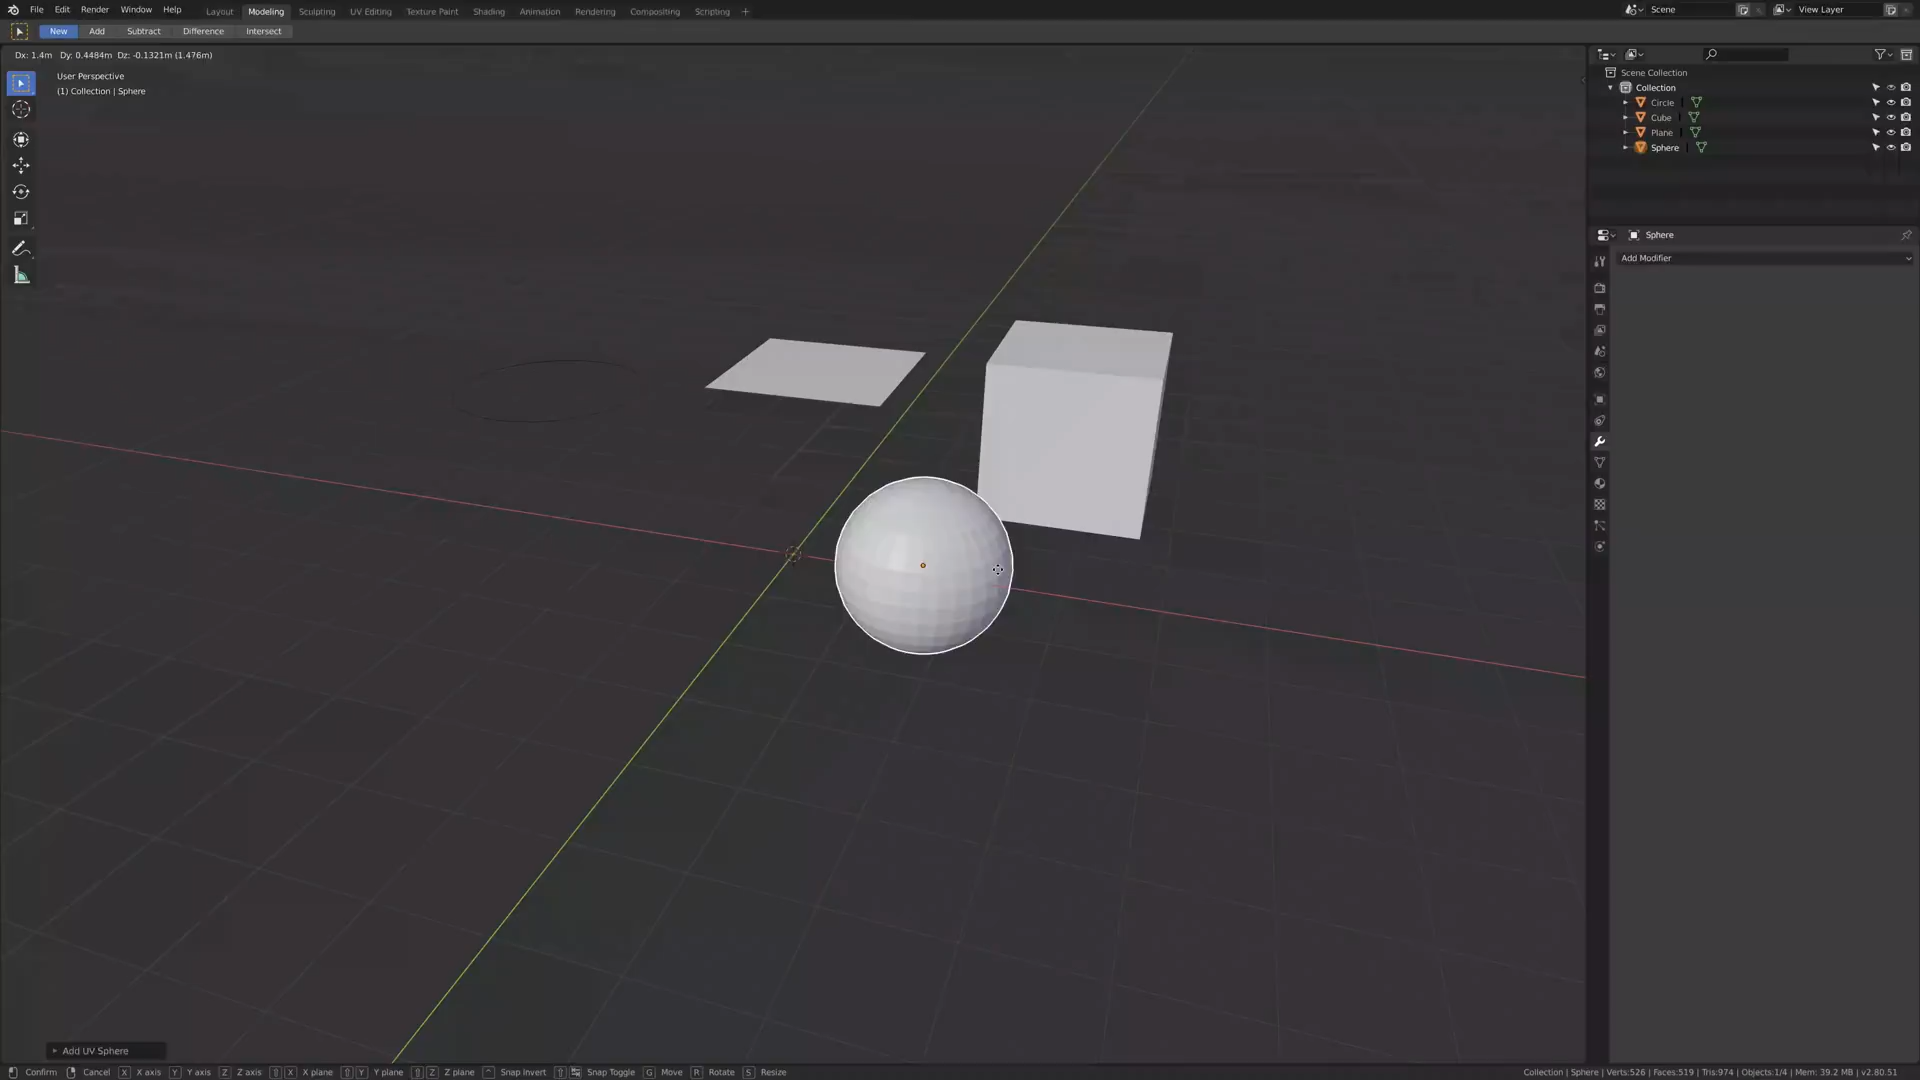 File Edit Render Window Help Layout Modeling Sculpting UV Editing Texture Paint Shading Animation Rendering Compositing Scripting + Scene View Layer
New Add Subtract Difference Intersect
Dx: 1.4m Dy: 0.4484m Dz: -0.1321m (1.476m)
User Perspective
(1) Collection | Sphere
Scene Collection
Collection
Circle
Cube
Plane
Sphere
Sphere
Add Modifier
Add UV Sphere
Confirm Cancel X X axis Y Y axis Z Z axis X X plane Y Y plane Z Z plane Snap Invert Snap Toggle G Move R Rotate S Resize Collection | Sphere | Verts:526 | Faces:519 | Tris:974 | Objects:1/4 | Mem: 39.2 MB | v2.80.51